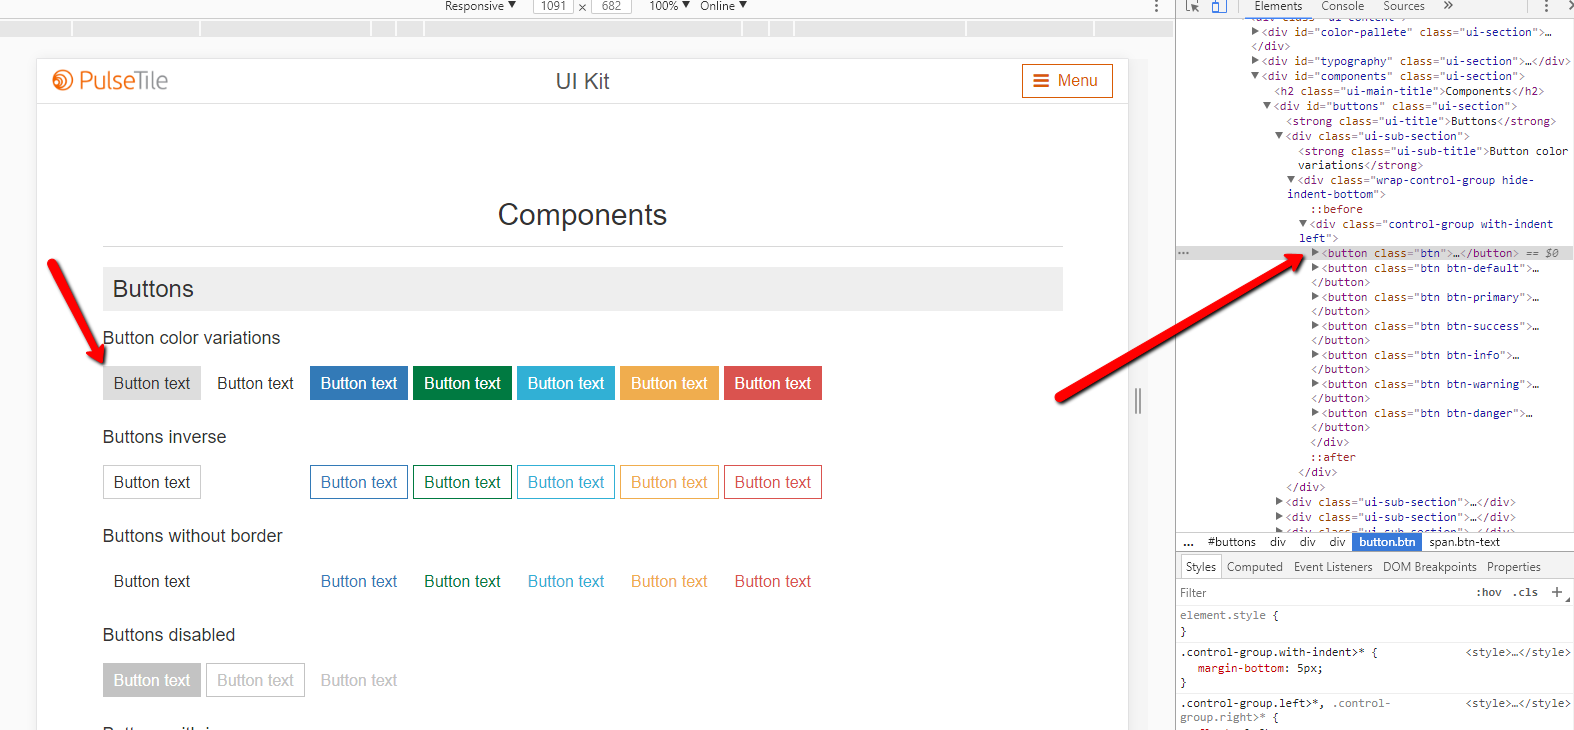 Responsive ▼ 1091 × 682 100% ▼ Online ▼
PulseTile
UI Kit
Menu
Components
Buttons
Button color variations
Button text Button text Button text Button text Button text Button text Button text
Buttons inverse
Button text Button text Button text Button text Button text Button text
Buttons without border
Button text Button text Button text Button text Button text Button text
Buttons disabled
Button text Button text Button text
Elements Console Sources »
▶<div id="color-pallete" class="ui-section">…
</div>
▶<div id="typography" class="ui-section">…</div>
▼<div id="components" class="ui-section">
<h2 class="ui-main-title">Components</h2>
▼<div id="buttons" class="ui-section">
<strong class="ui-title">Buttons</strong>
▼<div class="ui-sub-section">
<strong class="ui-sub-title">Button color
variations</strong>
▼<div class="wrap-control-group hide-
indent-bottom">
::before
▼<div class="control-group with-indent
left">
… ▶<button class="btn">…</button> == $0
▶<button class="btn btn-default">…
</button>
▶<button class="btn btn-primary">…
</button>
▶<button class="btn btn-success">…
</button>
▶<button class="btn btn-info">…
</button>
▶<button class="btn btn-warning">…
</button>
▶<button class="btn btn-danger">…
</button>
</div>
::after
</div>
</div>
▶<div class="ui-sub-section">…</div>
▶<div class="ui-sub-section">…</div>
▶<div class="ui-sub-section">…</div>
... #buttons div div div button.btn span.btn-text
Styles Computed Event Listeners DOM Breakpoints Properties
Filter :hov .cls +
element.style {
}
.control-group.with-indent>* { <style>…</style>
margin-bottom: 5px;
}
.control-group.left>*, .control- <style>…</style>
group.right>* {